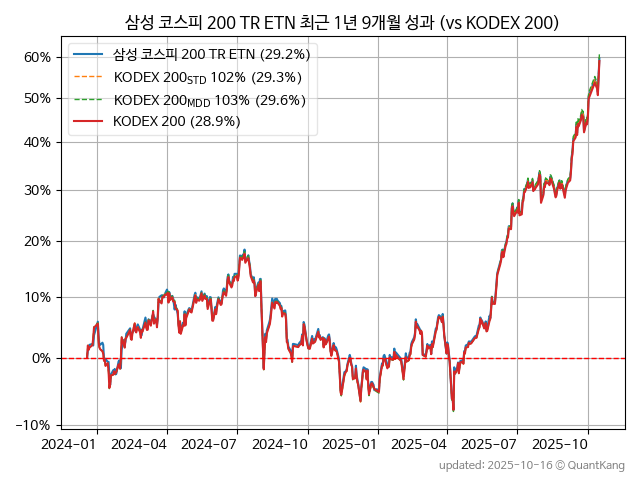 삼성 코스피 200 TR ETN 최근 1년 9개월 성과 (vs KODEX 200)
삼성 코스피 200 TR ETN (29.2%)
KODEX 200STD 102% (29.3%)
KODEX 200MDD 103% (29.6%)
KODEX 200 (28.9%)
60%
50%
40%
30%
20%
10%
0%
−10%
2024-01 2024-04 2024-07 2024-10 2025-01 2025-04 2025-07 2025-10
updated: 2025-10-16 © QuantKang